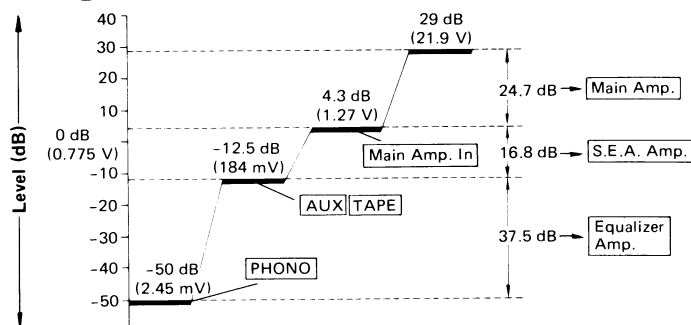 40
30
20
10
0 dB
(0.775 V)
-10
-20
-30
-40
-50
Level (dB)
29 dB
(21.9 V)
4.3 dB
(1.27 V)
Main Amp. In
-12.5 dB
(184 mV)
AUX TAPE
-50 dB
(2.45 mV)
PHONO
24.7 dB
Main Amp.
16.8 dB
S.E.A. Amp.
37.5 dB
Equalizer
Amp.